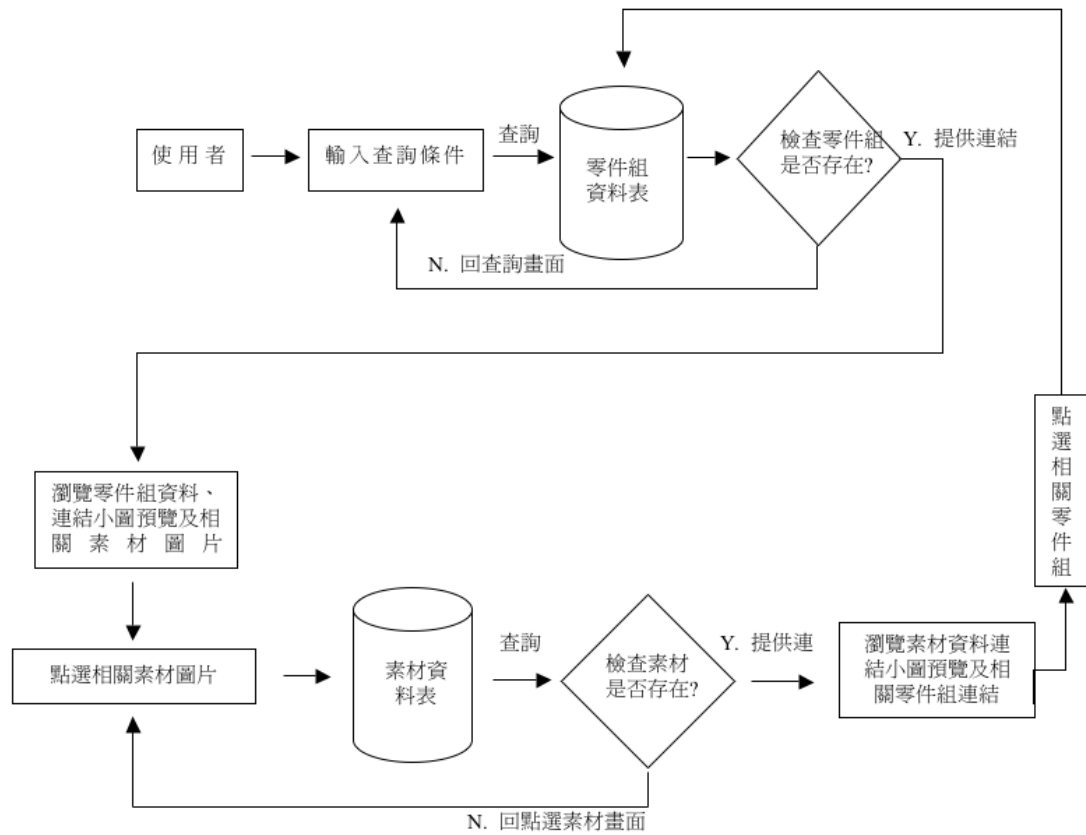 使用者
輸入查詢條件
查詢
零件組
資料表
檢查零件組
是否存在?
Y. 提供連結
N. 回查詢畫面
點選相關零件組
瀏覽零件組資料、
連結小圖預覽及相
關素材圖片
點選相關素材圖片
素材資
料表
查詢
檢查素材
是否存在?
Y. 提供連
瀏覽素材資料連
結小圖預覽及相
關零件組連結
N. 回點選素材畫面